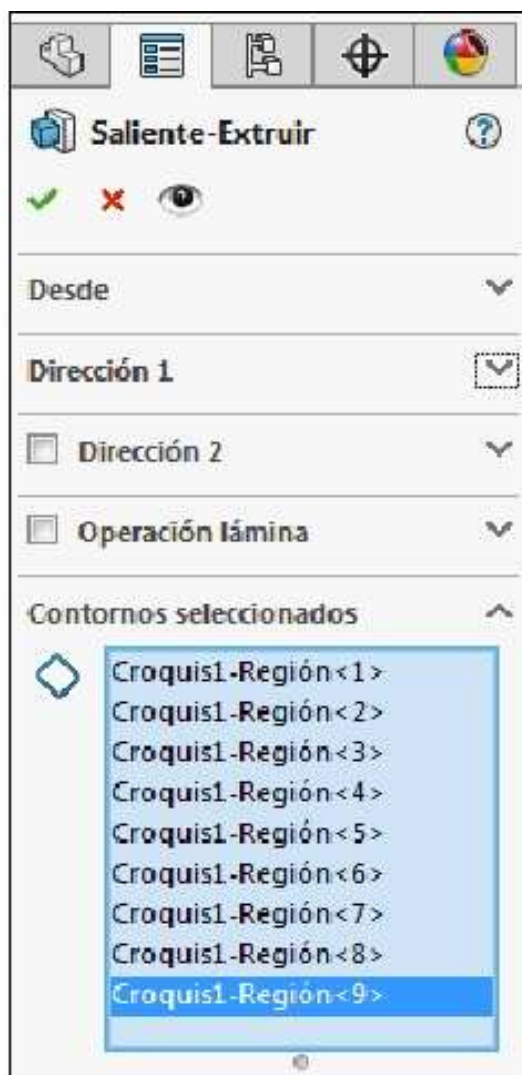 Saliente-Extruir
Desde
Dirección 1
Dirección 2
Operación lámina
Contornos seleccionados
Croquis1-Región<1>
Croquis1-Región<2>
Croquis1-Región<3>
Croquis1-Región<4>
Croquis1-Región<5>
Croquis1-Región<6>
Croquis1-Región<7>
Croquis1-Región<8>
Croquis1-Región<9>